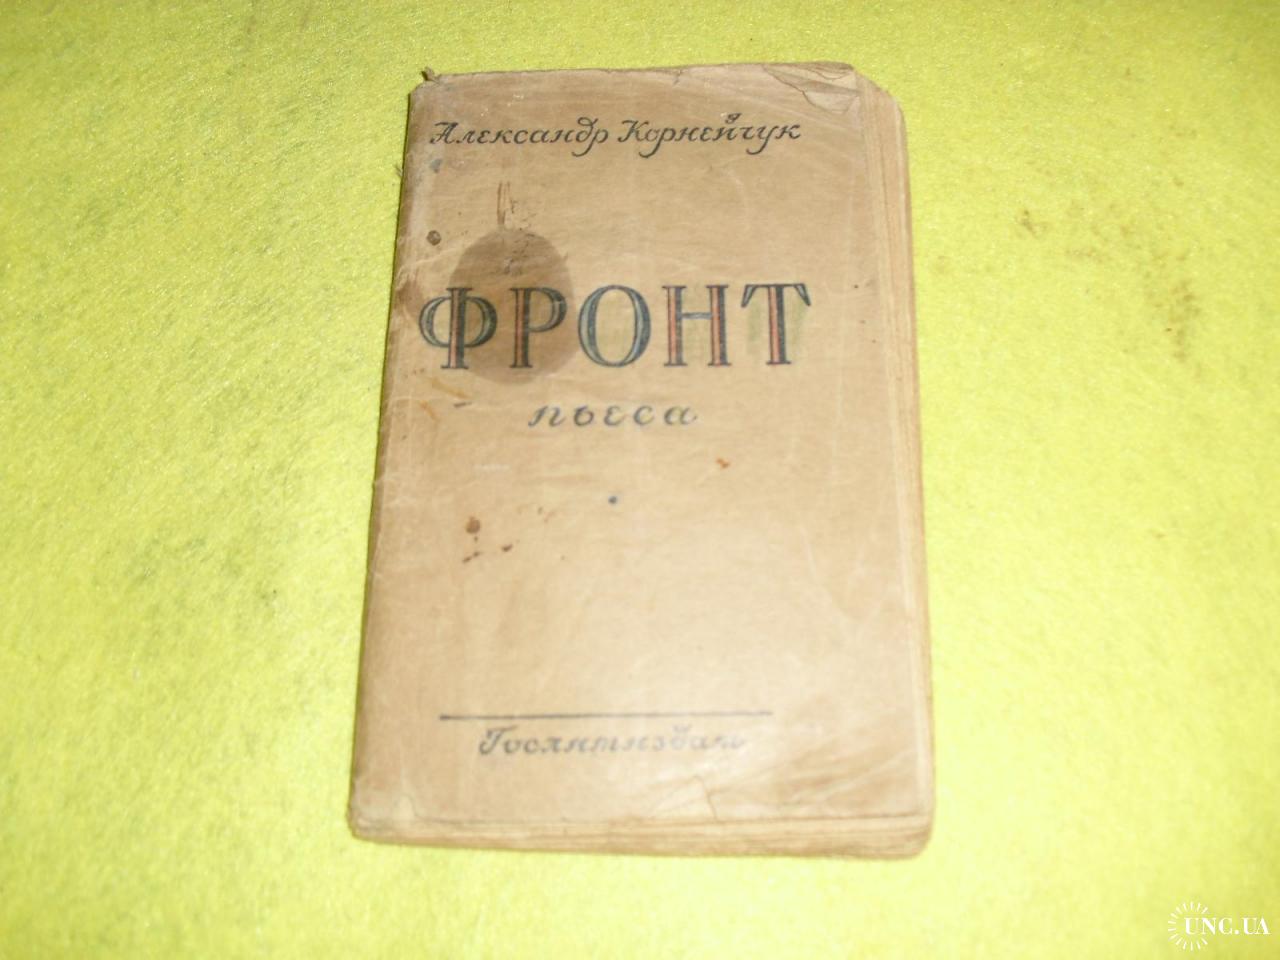 Александр Корнейчук
ФРОНТ
пьеса
Гослитиздат
UNC.UA